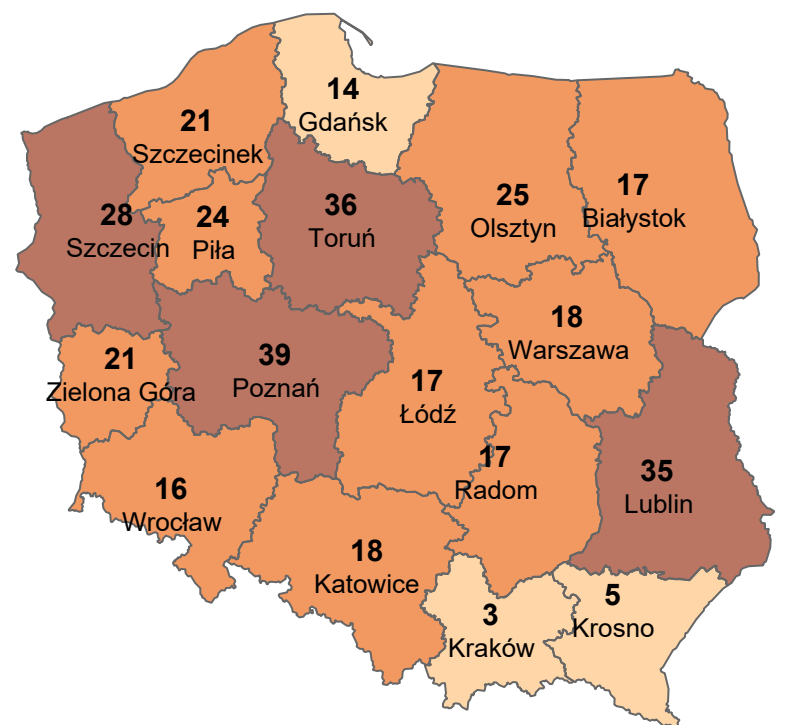 14
Gdańsk
21
Szczecinek
17
Białystok
25
Olsztyn
36
Toruń
28
Szczecin
24
Piła
18
Warszawa
39
Poznań
21
Zielona Góra
17
Łódź
17
Radom
35
Lublin
16
Wrocław
18
Katowice
5
Krosno
3
Kraków